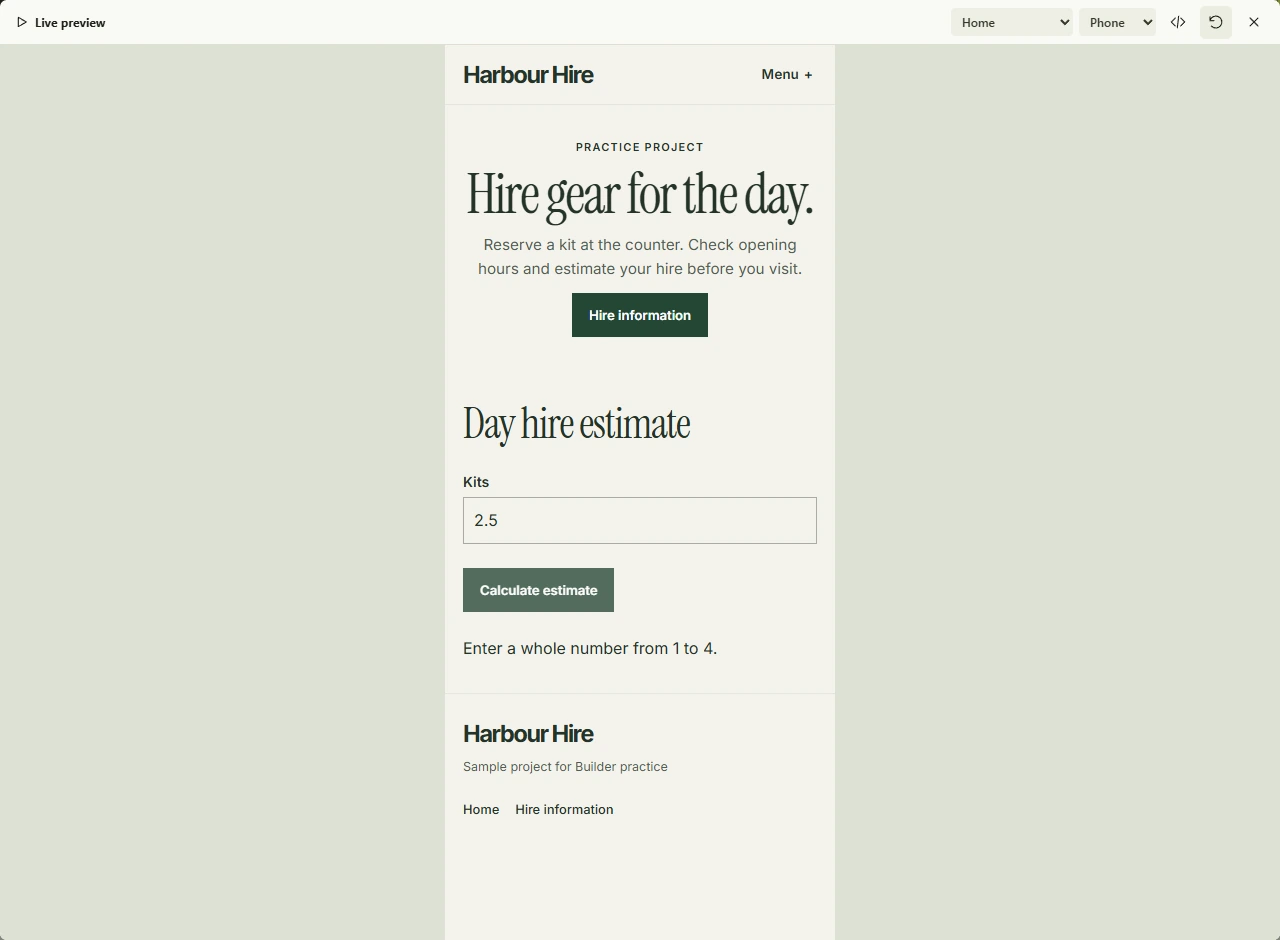 Live preview
Home
Phone
Harbour Hire
Menu +
PRACTICE PROJECT
Hire gear for the day.
Reserve a kit at the counter. Check opening
hours and estimate your hire before you visit.
Hire information
Day hire estimate
Kits
2.5
Calculate estimate
Enter a whole number from 1 to 4.
Harbour Hire
Sample project for Builder practice
Home Hire information